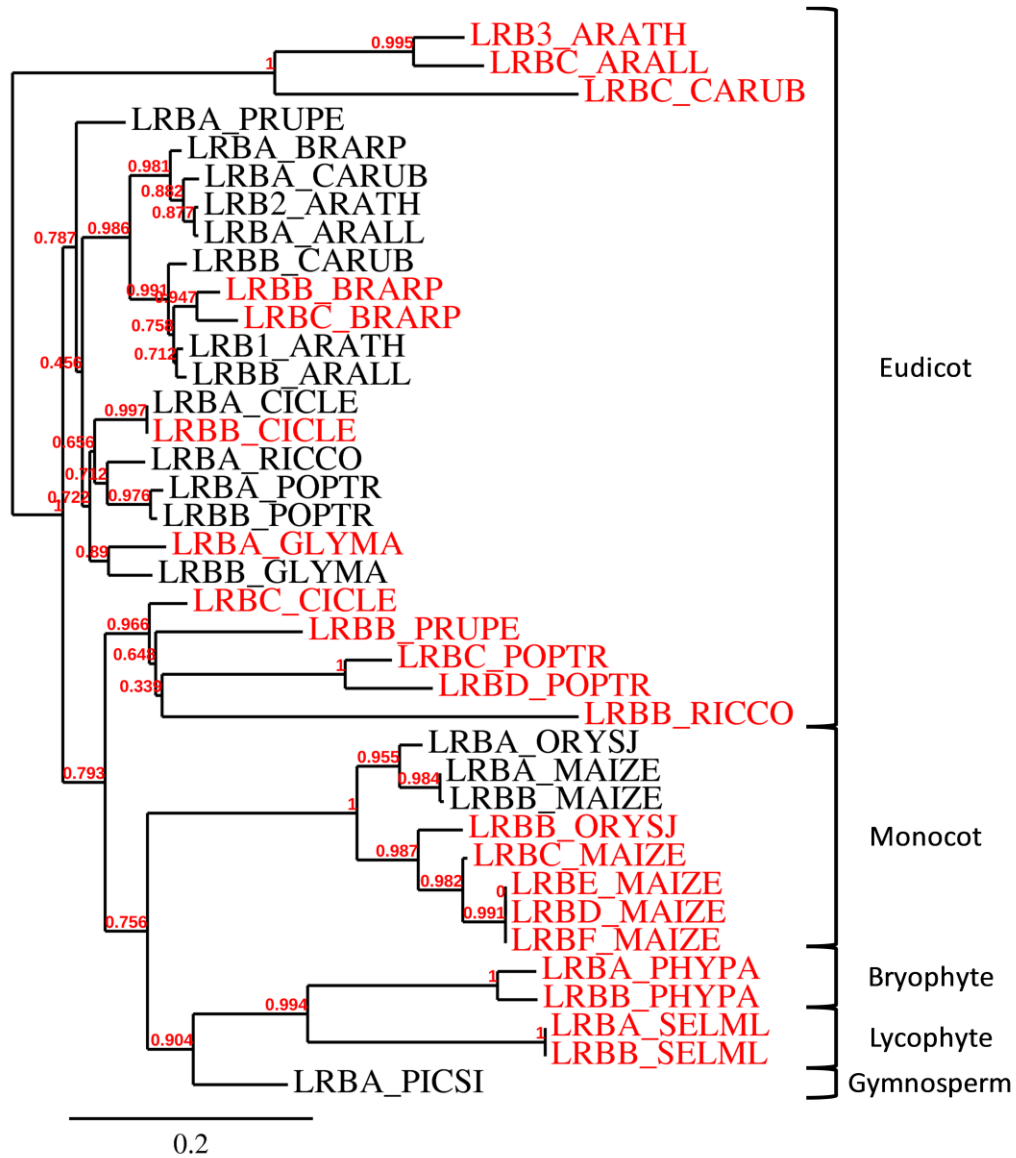 0.995
LRB3_ARATH
LRBC_ARALL
1
LRBC_CARUB
LRBA_PRUPE
LRBA_BRARP
0.981
LRBA_CARUB
0.882
LRB2_ARATH
0.877
LRBA_ARALL
0.986
0.787
LRBB_CARUB
LRBB_BRARP
0.991
0.947
LRBC_BRARP
0.758
LRB1_ARATH
0.712
LRBB_ARALL
0.456
Eudicot
LRBA_CICLE
0.997
LRBB_CICLE
0.656
LRBA_RICCO
0.712
LRBA_POPTR
0.976
0.722
1
LRBB_POPTR
LRBA_GLYMA
0.89
LRBB_GLYMA
LRBC_CICLE
0.966
LRBB_PRUPE
0.648
LRBC_POPTR
1
0.339
LRBD_POPTR
LRBB_RICCO
LRBA_ORYSJ
0.955
LRBA_MAIZE
0.793
0.984
LRBB_MAIZE
1
LRBB_ORYSJ
Monocot
0.987
LRBC_MAIZE
0.982
LRBE_MAIZE
0
LRBD_MAIZE
0.991
0.756
LRBF_MAIZE
LRBA_PHYPA
1
Bryophyte
LRBB_PHYPA
0.994
LRBA_SELML
1
Lycophyte
0.904
LRBB_SELML
LRBA_PICSI
Gymnosperm
0.2